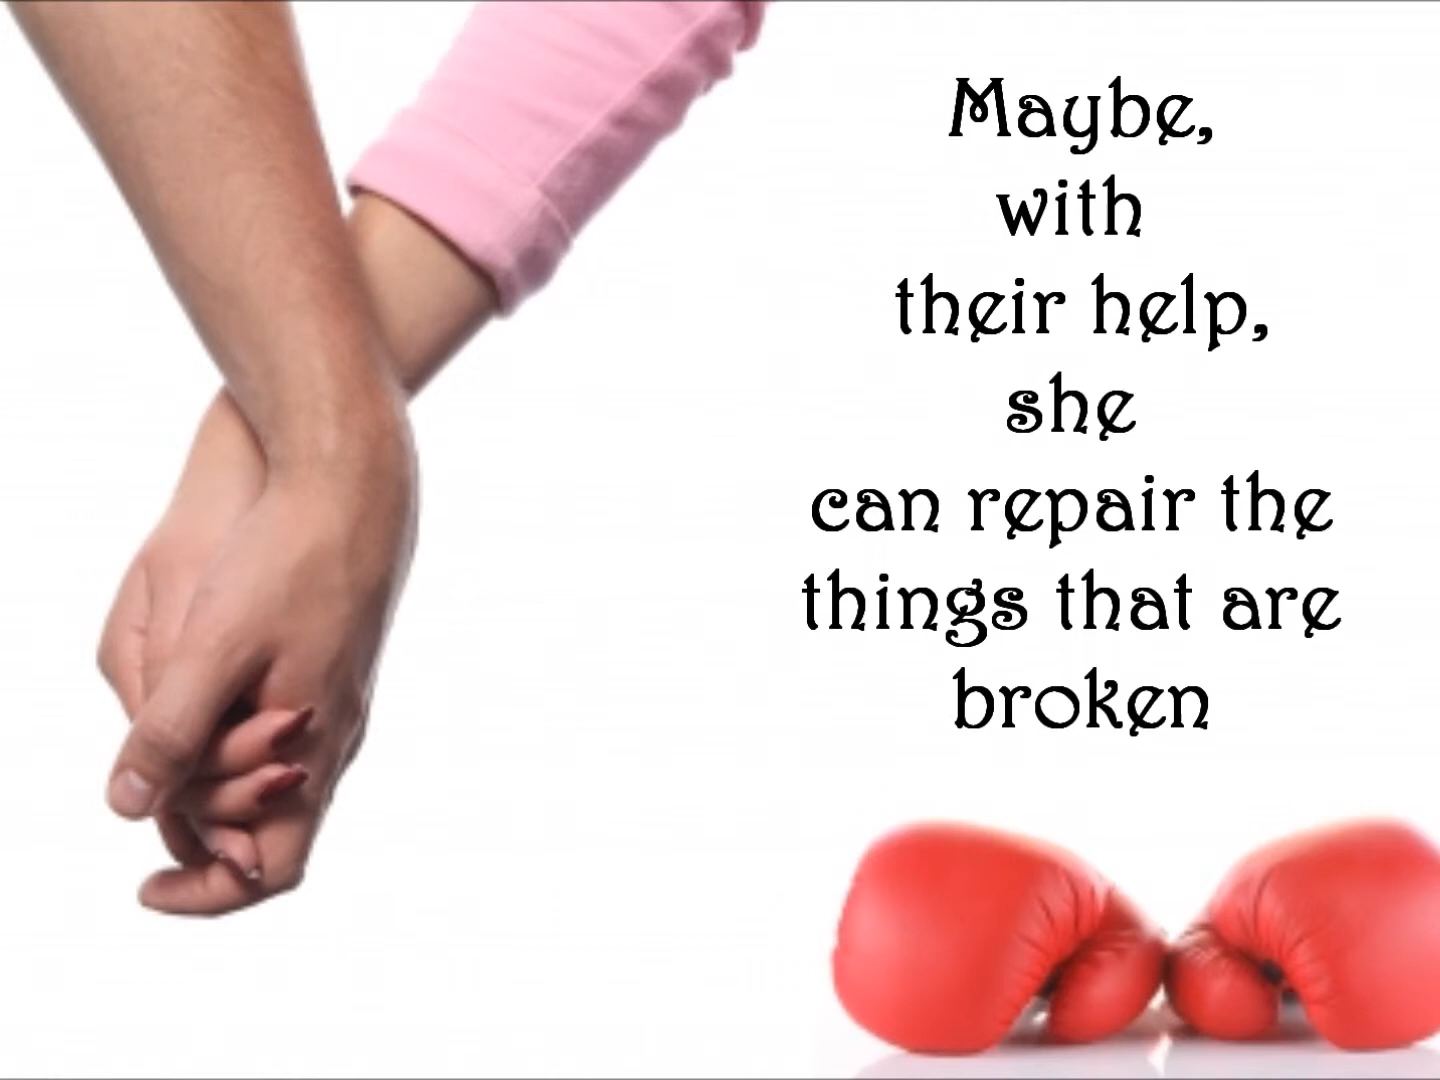 Maybe,
with
their help,
she
can repair the
things that are
broken